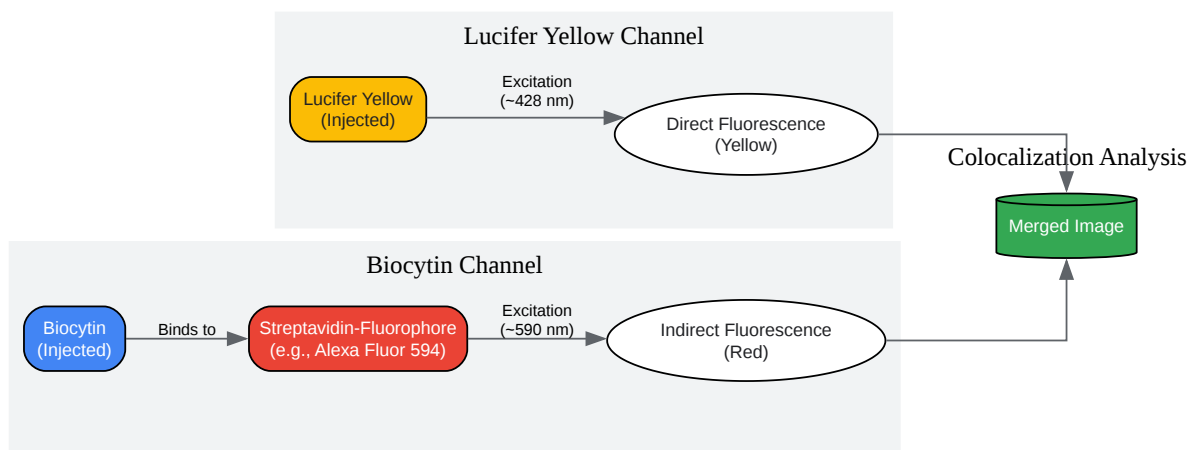 Lucifer Yellow Channel
Lucifer Yellow
(Injected)
Excitation
(~428 nm)
Direct Fluorescence
(Yellow)
Colocalization Analysis
Merged Image
Biocytin Channel
Biocytin
(Injected)
Binds to
Streptavidin-Fluorophore
(e.g., Alexa Fluor 594)
Excitation
(~590 nm)
Indirect Fluorescence
(Red)